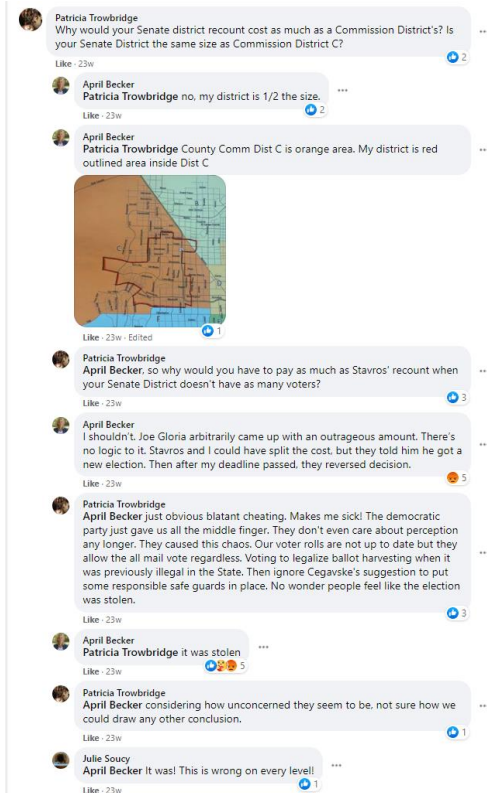 Patricia Trowbridge
Why would your Senate district recount cost as much as a Commission District's? Is
your Senate District the same size as Commission District C?
2
Like · 23w
April Becker
Patricia Trowbridge no, my district is 1/2 the size.
2
Like · 23w
April Becker
Patricia Trowbridge County Comm Dist C is orange area. My district is red
outlined area inside Dist C
1
Like · 23w · Edited
Patricia Trowbridge
April Becker, so why would you have to pay as much as Stavros' recount when
your Senate District doesn't have as many voters?
3
Like · 23w
April Becker
I shouldn't. Joe Gloria arbitrarily came up with an outrageous amount. There's
no logic to it. Stavros and I could have split the cost, but they told him he got a
new election. Then after my deadline passed, they reversed decision.
5
Like · 23w
Patricia Trowbridge
April Becker just obvious blatant cheating. Makes me sick! The democratic
party just gave us all the middle finger. They don't even care about perception
any longer. They caused this chaos. Our voter rolls are not up to date but they
allow the all mail vote regardless. Voting to legalize ballot harvesting when it
was previously illegal in the State. Then ignore Cegavske's suggestion to put
some responsible safe guards in place. No wonder people feel like the election
was stolen.
3
Like · 23w
April Becker
Patricia Trowbridge it was stolen
5
Like · 23w
Patricia Trowbridge
April Becker considering how unconcerned they seem to be, not sure how we
could draw any other conclusion.
1
Like · 23w
Julie Soucy
April Becker It was! This is wrong on every level!
1
Like · 23w